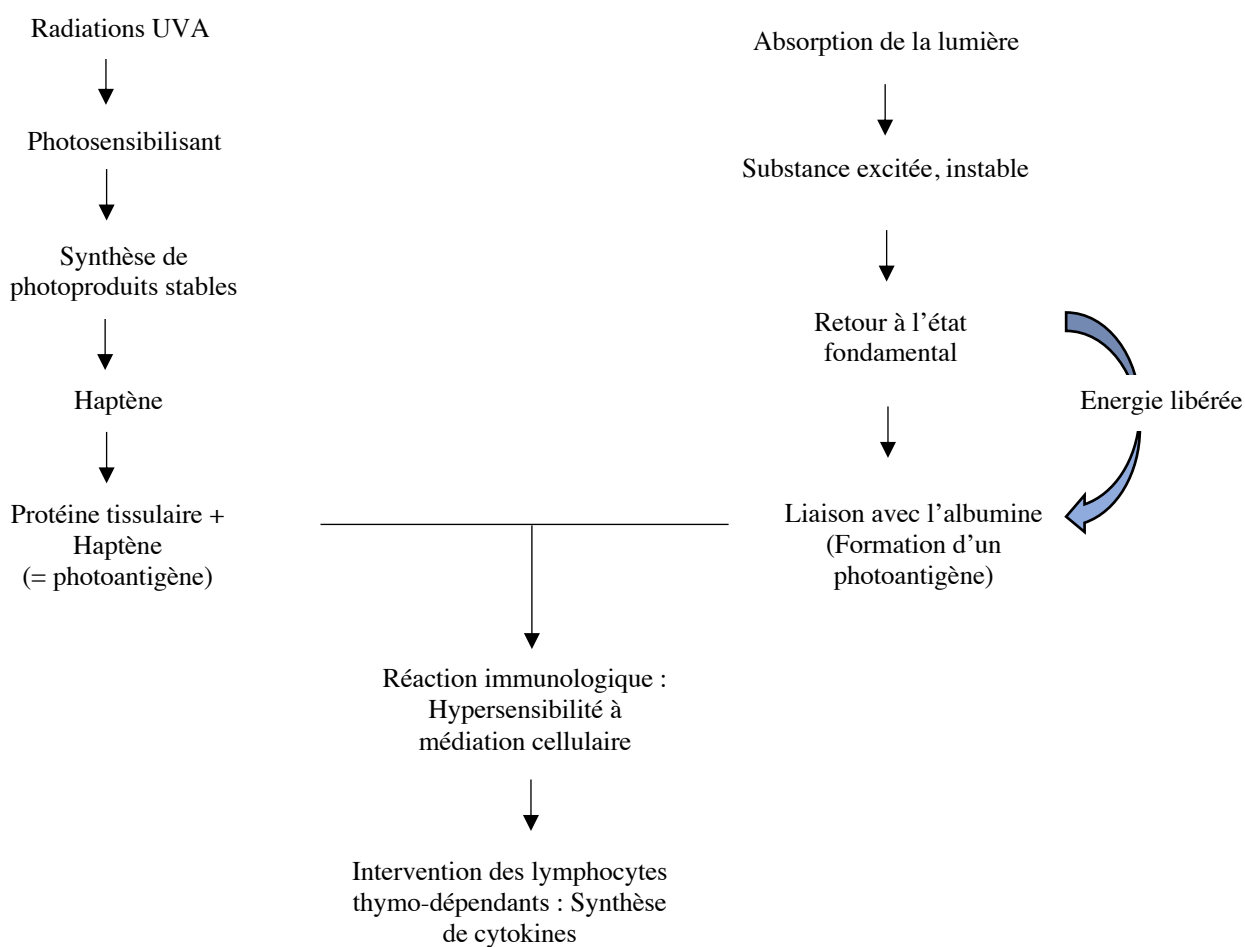 Radiations UVA
Photosensibilisant
Synthèse de
photoproduits stables
Haptène
Protéine tissulaire +
Haptène
(= photoantigène)
Absorption de la lumière
Substance excitée, instable
Retour à l’état
fondamental
Energie libérée
Liaison avec l’albumine
(Formation d’un
photoantigène)
Réaction immunologique :
Hypersensibilité à
médiation cellulaire
Intervention des lymphocytes
thymo-dépendants : Synthèse
de cytokines